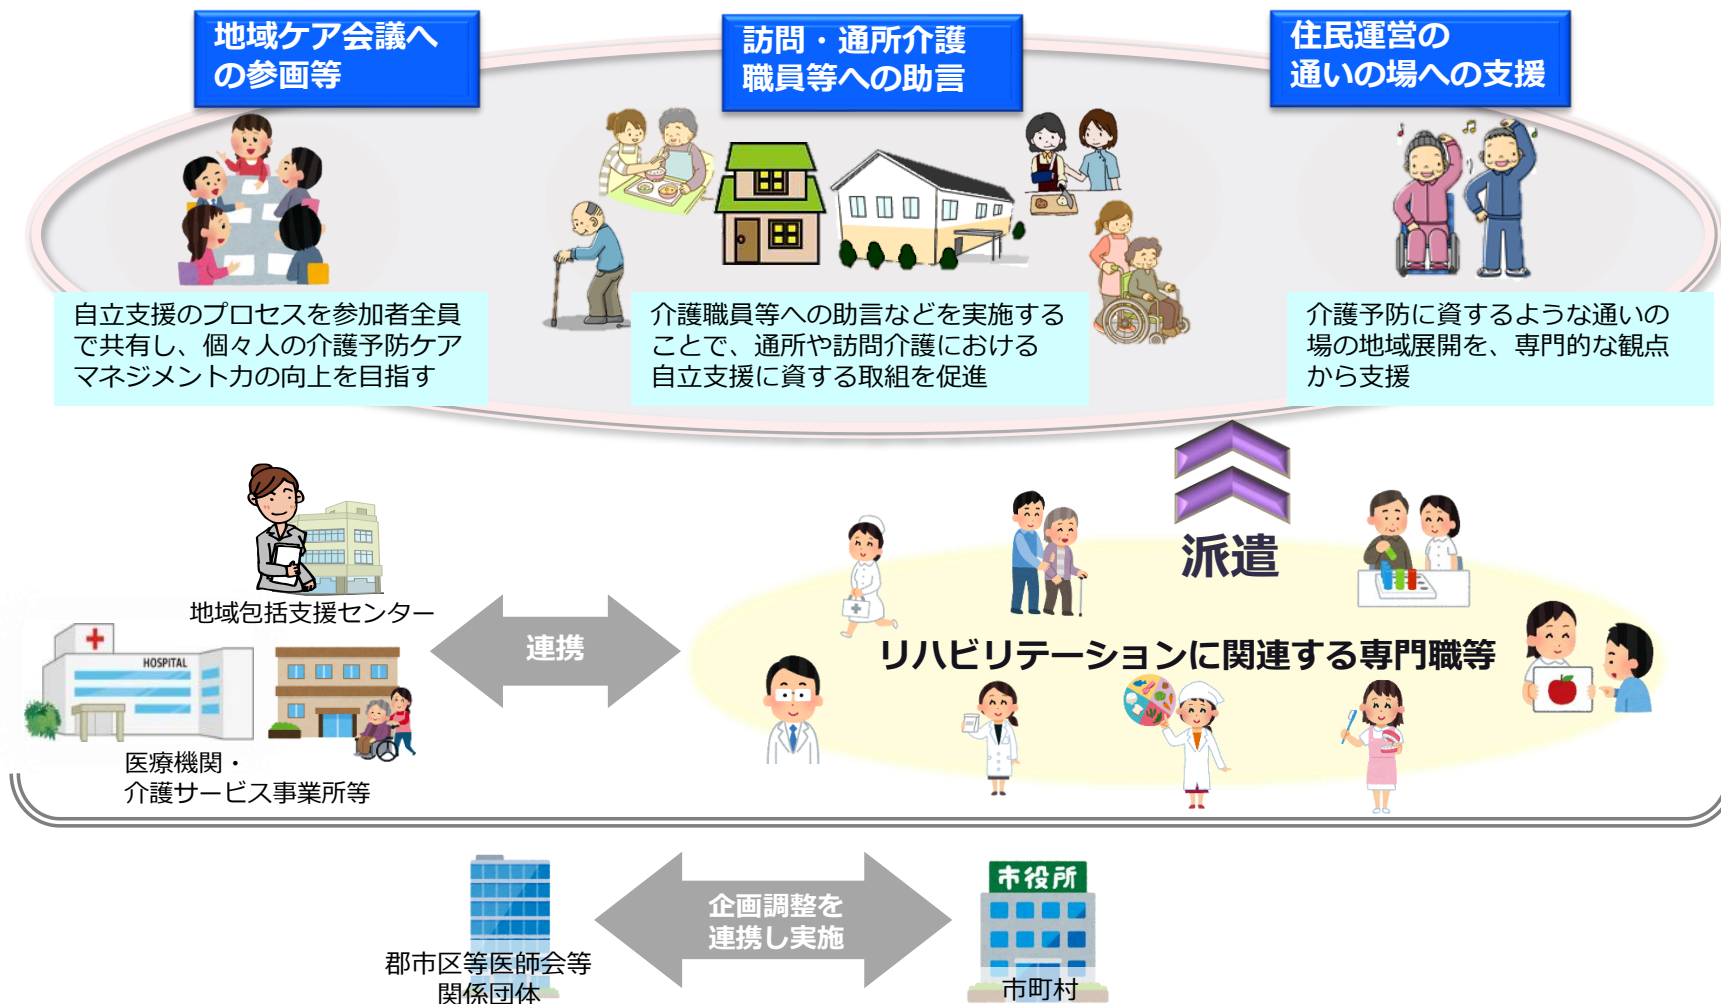 地域ケア会議へ
の参画等
訪問・通所介護
職員等への助言
住民運営の
通いの場への支援
自立支援のプロセスを参加者全員
で共有し、個々人の介護予防ケア
マネジメント力の向上を目指す
介護職員等への助言などを実施する
ことで、通所や訪問介護における
自立支援に資する取組を促進
介護予防に資するような通いの
場の地域展開を、専門的な観点
から支援
派遣
地域包括支援センター
連携
リハビリテーションに関連する専門職等
HOSPITAL
医療機関・
介護サービス事業所等
市役所
企画調整を
連携し実施
郡市区等医師会等
関係団体
市町村